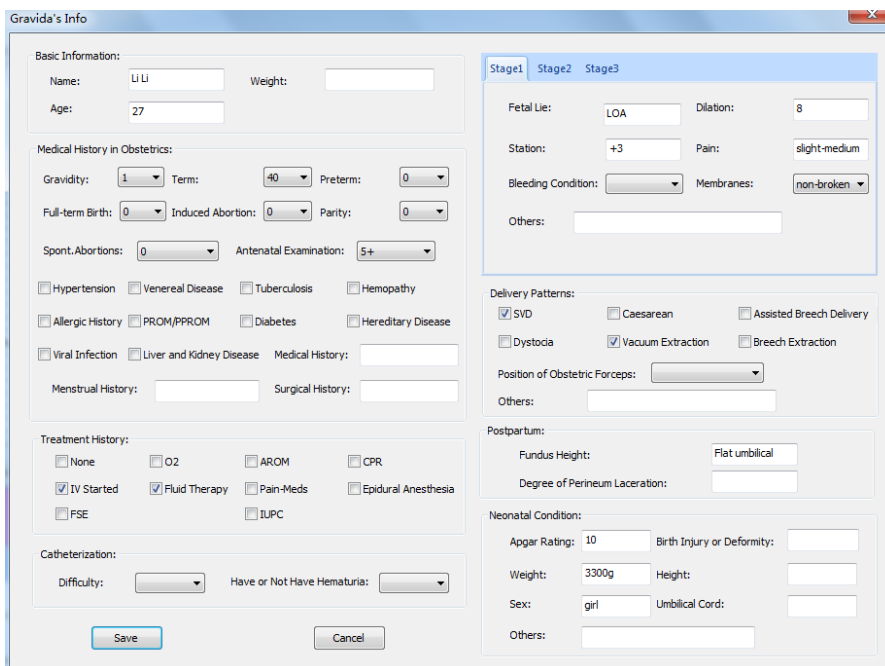 Gravida's Info
Basic Information:
Name: Li Li Weight:
Age: 27
Medical History in Obstetrics:
Gravidity: 1 Term: 40 Preterm: 0
Full-term Birth: 0 Induced Abortion: 0 Parity: 0
Spont.Abortions: 0 Antenatal Examination: 5+
Hypertension Venereal Disease Tuberculosis Hemopathy
Allergic History PROM/PPROM Diabetes Hereditary Disease
Viral Infection Liver and Kidney Disease Medical History:
Menstrual History: Surgical History:
Treatment History:
None O2 AROM CPR
IV Started Fluid Therapy Pain-Meds Epidural Anesthesia
FSE IUPC
Catheterization:
Difficulty: Have or Not Have Hematuria:
Save Cancel
Stage1 Stage2 Stage3
Fetal Lie: LOA Dilation: 8
Station: +3 Pain: slight-medium
Bleeding Condition: Membranes: non-broken
Others:
Delivery Patterns:
SVD Caesarean Assisted Breech Delivery
Dystocia Vacuum Extraction Breech Extraction
Position of Obstetric Forceps:
Others:
Postpartum:
Fundus Height: Flat umbilical
Degree of Perineum Laceration:
Neonatal Condition:
Apgar Rating: 10 Birth Injury or Deformity:
Weight: 3300g Height:
Sex: girl Umbilical Cord:
Others: